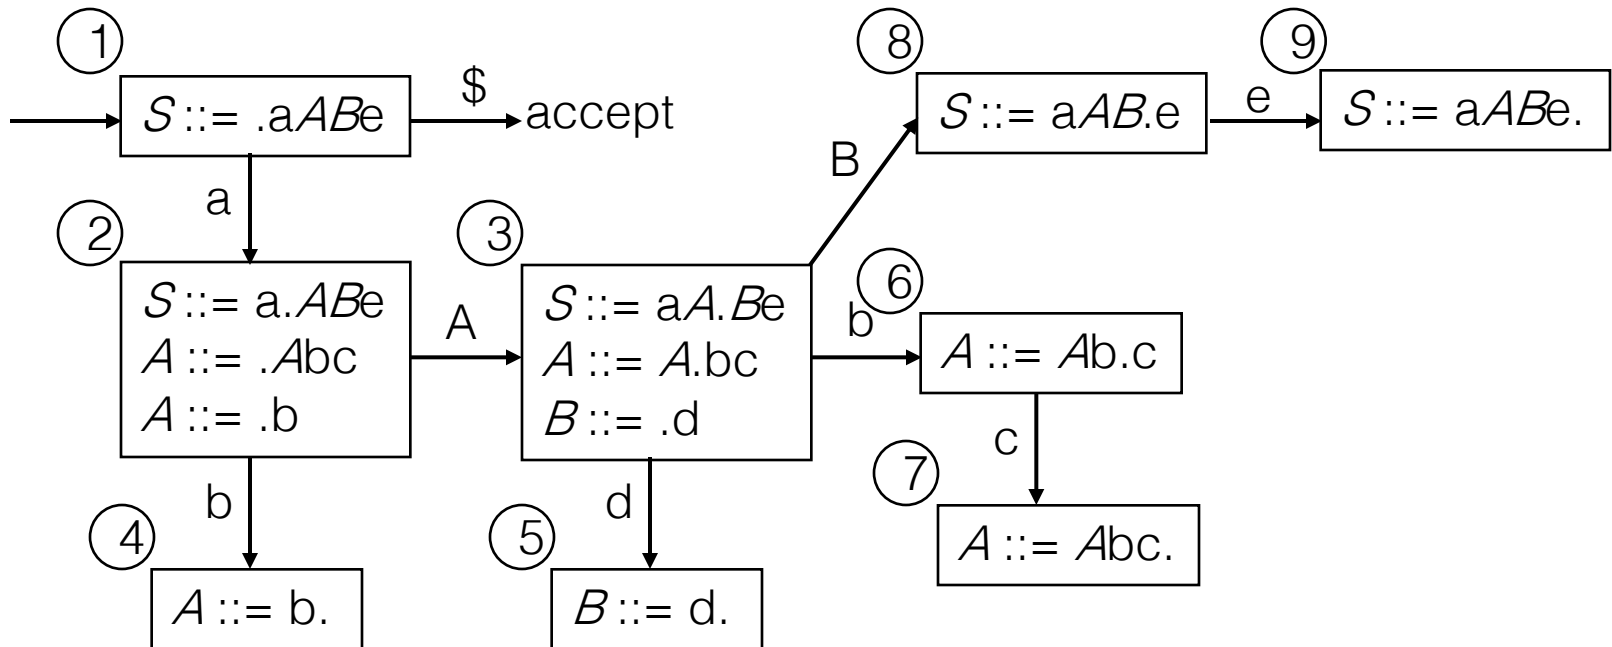 1
S ::= .aABe
$
accept
a
2
S ::= a.ABe
A ::= .Abc
A ::= .b
A
3
S ::= aA.Be
A ::= A.bc
B ::= .d
B
8
S ::= aAB.e
e
9
S ::= aABe.
b
6
A ::= Ab.c
c
7
A ::= Abc.
b
4
A ::= b.
d
5
B ::= d.